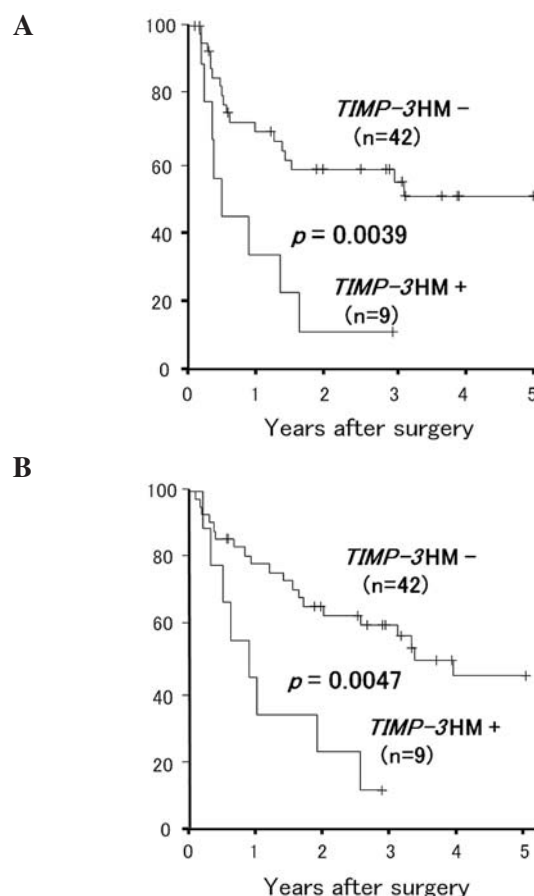 A
100
80
60
40
20
0
TIMP-3HM -
(n=42)
p = 0.0039
TIMP-3HM +
(n=9)
0 1 2 3 4 5
Years after surgery
B
100
80
60
40
20
0
TIMP-3HM -
(n=42)
p = 0.0047
TIMP-3HM +
(n=9)
0 1 2 3 4 5
Years after surgery